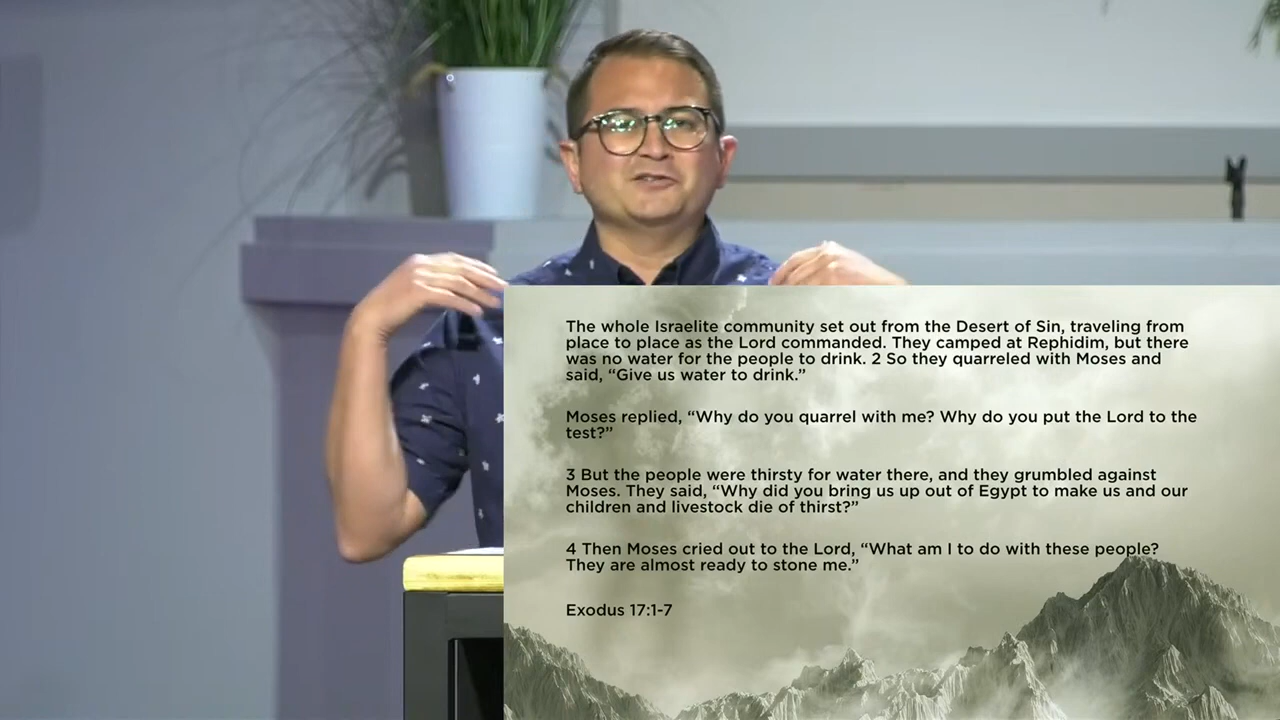 The whole Israelite community set out from the Desert of Sin, traveling from
place to place as the Lord commanded. They camped at Rephidim, but there
was no water for the people to drink. 2 So they quarreled with Moses and
said, “Give us water to drink.”
Moses replied, “Why do you quarrel with me? Why do you put the Lord to the
test?”
3 But the people were thirsty for water there, and they grumbled against
Moses. They said, “Why did you bring us up out of Egypt to make us and our
children and livestock die of thirst?”
4 Then Moses cried out to the Lord, “What am I to do with these people?
They are almost ready to stone me.”
Exodus 17:1-7